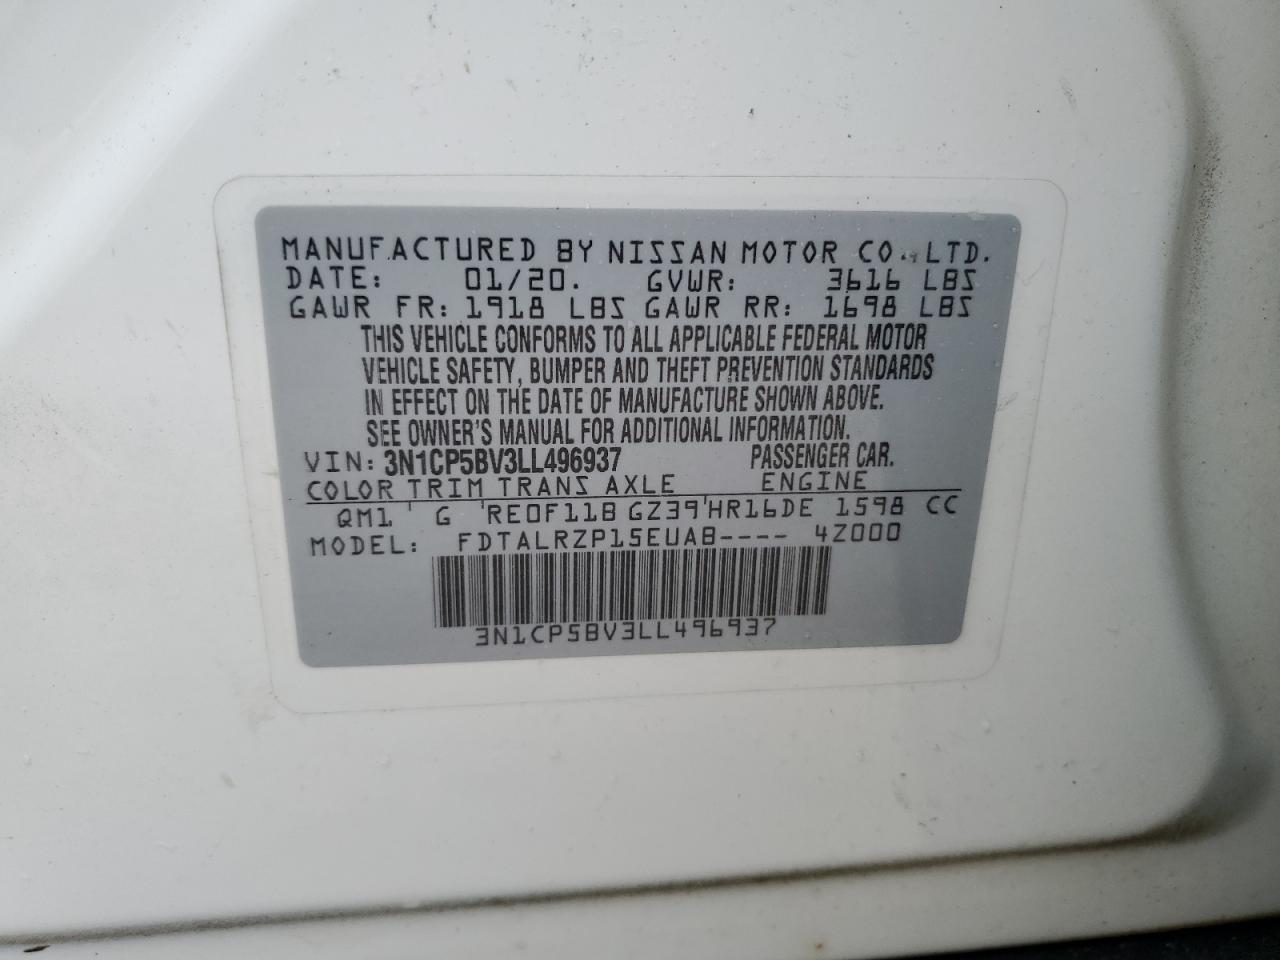 MANUFACTURED BY NISSAN MOTOR CO., LTD.
DATE: 01/20. GVWR: 3616 LBS
GAWR FR: 1918 LBS GAWR RR: 1698 LBS
THIS VEHICLE CONFORMS TO ALL APPLICABLE FEDERAL MOTOR
VEHICLE SAFETY, BUMPER AND THEFT PREVENTION STANDARDS
IN EFFECT ON THE DATE OF MANUFACTURE SHOWN ABOVE.
SEE OWNER'S MANUAL FOR ADDITIONAL INFORMATION.
VIN: 3N1CP5BV3LL496937 PASSENGER CAR.
COLOR TRIM TRANS AXLE ENGINE
QM1 ' G 'RE0F11B GZ39'HR16DE 1598 CC
MODEL: FDTALRZP15EUAB---- 4Z000
3N1CP5BV3LL496937